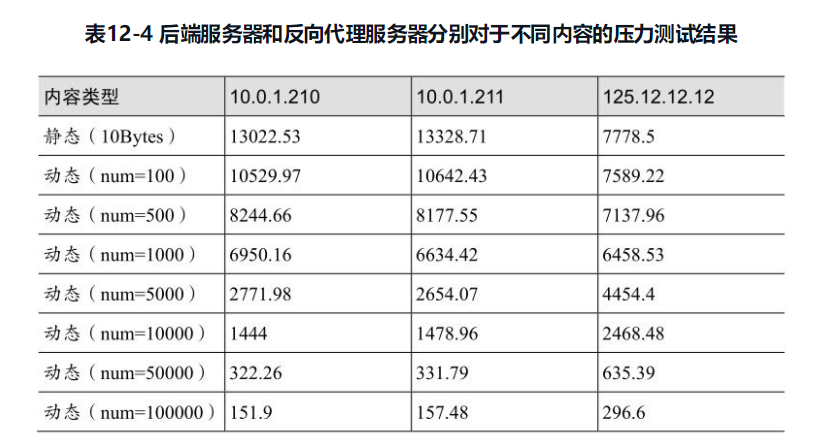 表12-4 后端服务器和反向代理服务器分别对于不同内容的压力测试结果
内容类型 10.0.1.210 10.0.1.211 125.12.12.12
静态（10Bytes） 13022.53 13328.71 7778.5
动态（num=100） 10529.97 10642.43 7589.22
动态（num=500） 8244.66 8177.55 7137.96
动态（num=1000） 6950.16 6634.42 6458.53
动态（num=5000） 2771.98 2654.07 4454.4
动态（num=10000） 1444 1478.96 2468.48
动态（num=50000） 322.26 331.79 635.39
动态（num=100000） 151.9 157.48 296.6